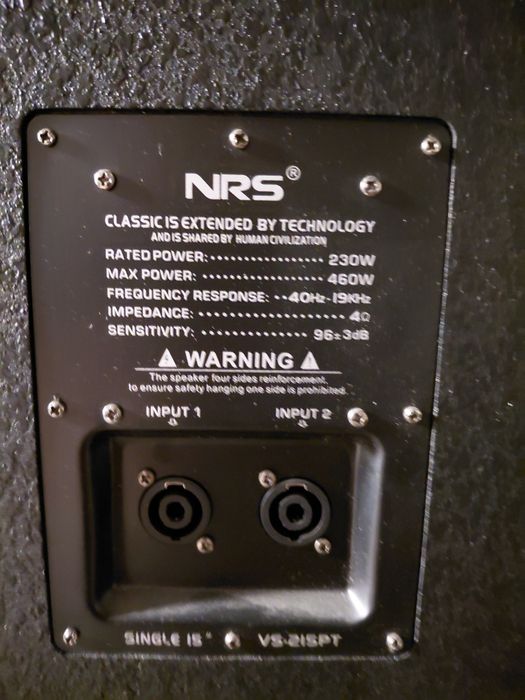 NRS®
CLASSIC IS EXTENDED BY TECHNOLOGY
AND IS SHARED BY HUMAN CIVILIZATION
RATED POWER: .................. 230W
MAX POWER: .................... 460W
FREQUENCY RESPONSE: ··40Hz-19KHz
IMPEDANCE: ...................... 4Ω
SENSITIVITY: ................ 96±3dB
⚠ WARNING ⚠
The speaker four sides reinforcement,
to ensure safety hanging one side is prohibited.
INPUT 1 INPUT 2
SINGLE 15" VS-215PT